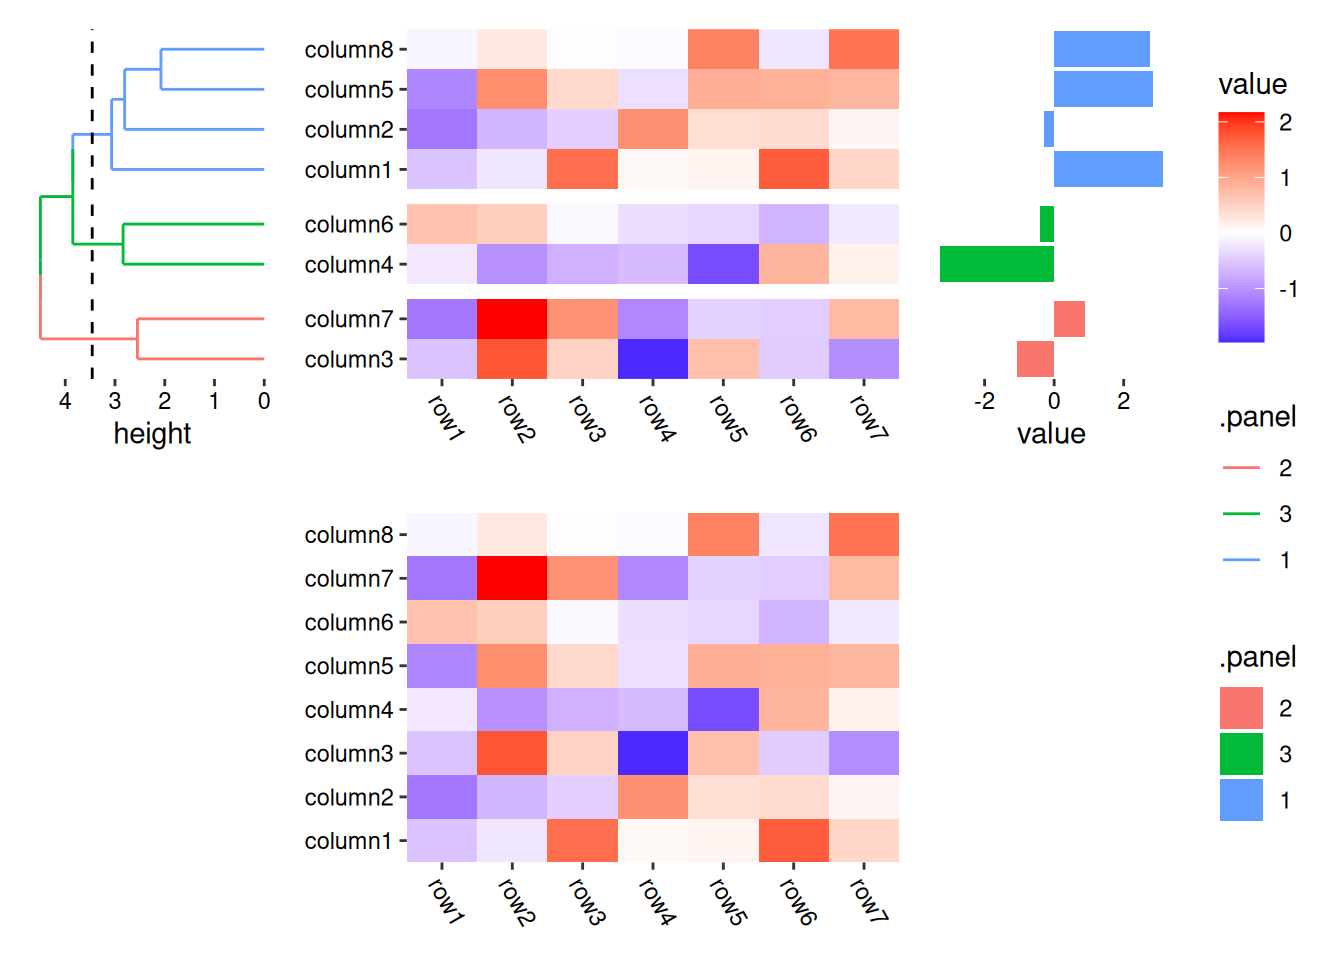 column8
column5
column2
column1
column6
column4
column7
column3
4 3 2 1 0
height
row1 row2 row3 row4 row5 row6 row7
-2 0 2
value
value
2
1
0
-1
.panel
2
3
1
column8
column7
column6
column5
column4
column3
column2
column1
row1 row2 row3 row4 row5 row6 row7
.panel
2
3
1